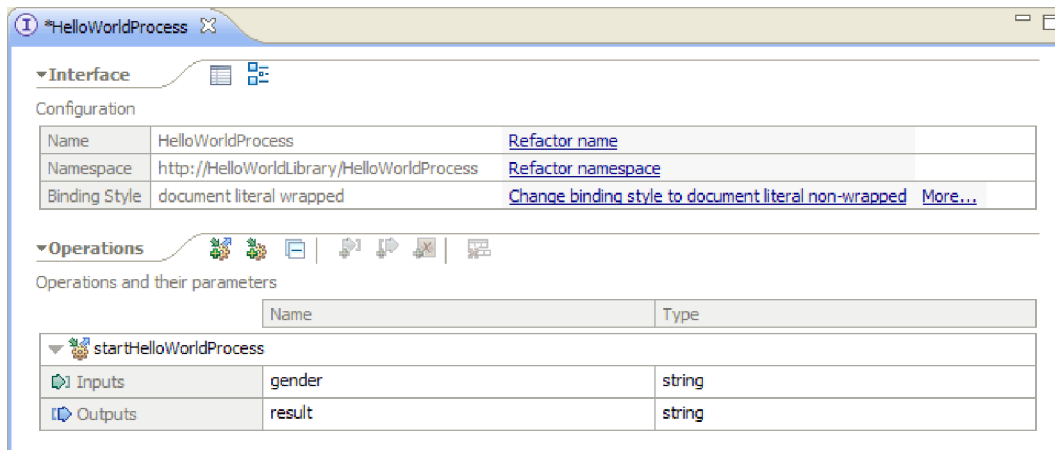 *HelloWorldProcess
Interface
Configuration
Name HelloWorldProcess Refactor name
Namespace http://HelloWorldLibrary/HelloWorldProcess Refactor namespace
Binding Style document literal wrapped Change binding style to document literal non-wrapped More...
Operations
Operations and their parameters
Name Type
startHelloWorldProcess
Inputs gender string
Outputs result string